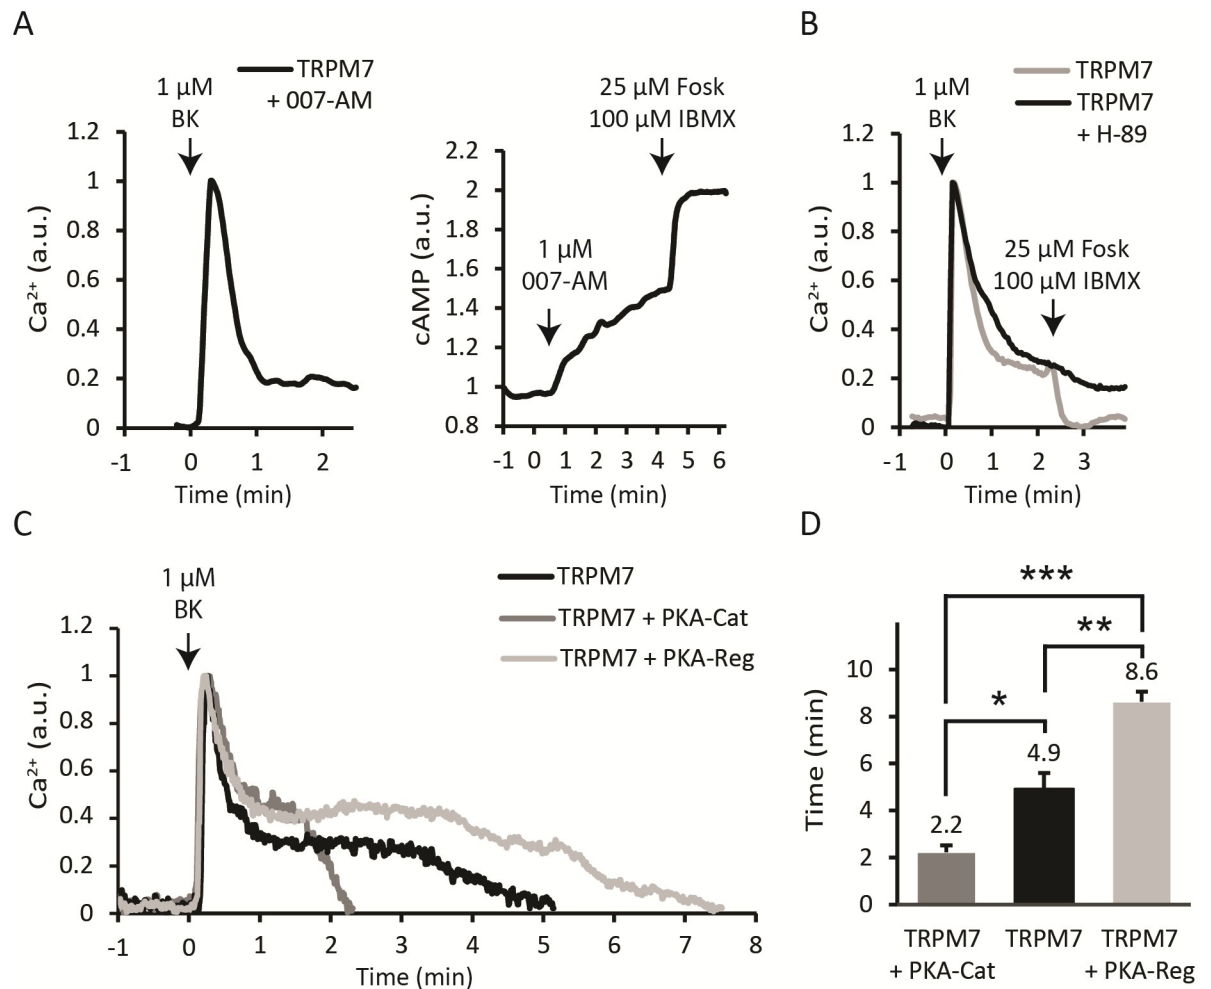 A
1 µM
BK
TRPM7
+ 007-AM
1.2
1
0.8
0.6
0.4
0.2
0
Ca²⁺ (a.u.)
-1 0 1 2
Time (min)
25 µM Fosk
100 µM IBMX
1 µM
007-AM
2.2
2
1.8
1.6
1.4
1.2
1
0.8
cAMP (a.u.)
-1 0 1 2 3 4 5 6
Time (min)
B
1 µM
BK
TRPM7
TRPM7
+ H-89
25 µM Fosk
100 µM IBMX
1.2
1
0.8
0.6
0.4
0.2
0
Ca²⁺ (a.u.)
-1 0 1 2 3
Time (min)
C
1 µM
BK
TRPM7
TRPM7 + PKA-Cat
TRPM7 + PKA-Reg
1.2
1
0.8
0.6
0.4
0.2
0
Ca²⁺ (a.u.)
-1 0 1 2 3 4 5 6 7 8
Time (min)
D
***
**
*
8.6
4.9
2.2
10
8
6
4
2
0
Time (min)
TRPM7
+ PKA-Cat
TRPM7
TRPM7
+ PKA-Reg